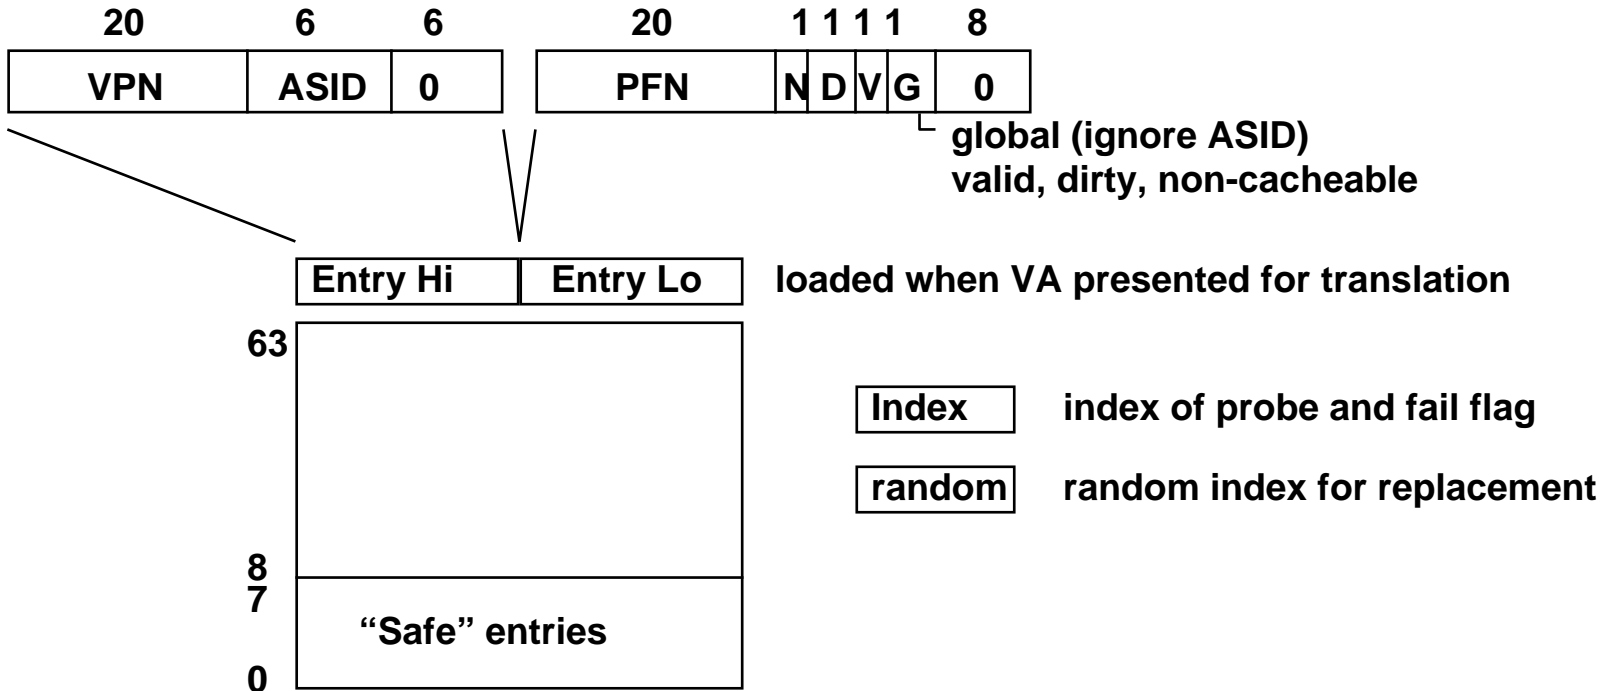 20 6 6 20 1 1 1 1 8
VPN ASID 0 PFN N D V G 0
global (ignore ASID)
valid, dirty, non-cacheable
Entry Hi Entry Lo loaded when VA presented for translation
63
Index index of probe and fail flag
random random index for replacement
8
7
“Safe” entries
0